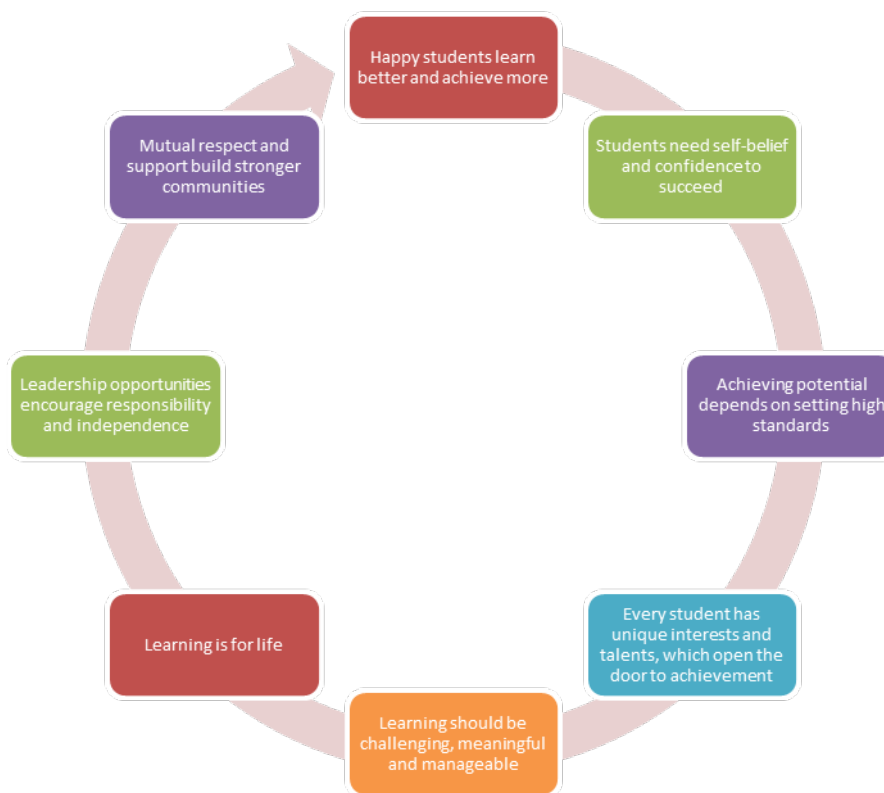 Happy students learn
better and achieve more
Students need self-belief
and confidence to
succeed
Achieving potential
depends on setting high
standards
Every student has
unique interests and
talents, which open the
door to achievement
Learning should be
challenging, meaningful
and manageable
Learning is for life
Leadership opportunities
encourage responsibility
and independence
Mutual respect and
support build stronger
communities